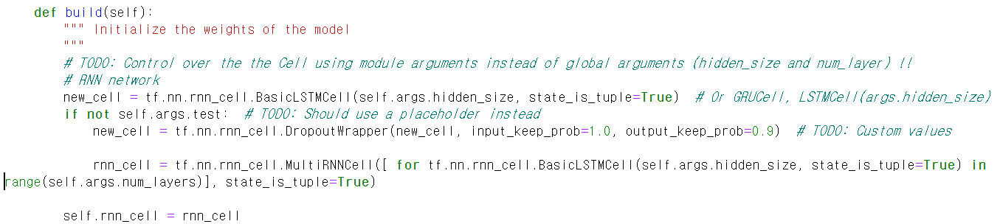 def build(self):
""" Initialize the weights of the model
"""
# TODO: Control over the the Cell using module arguments instead of global arguments (hidden_size and num_layer) !!
# RNN network
new_cell = tf.nn.rnn_cell.BasicLSTMCell(self.args.hidden_size, state_is_tuple=True)  # Or GRUCell, LSTMCell(args.hidden_size)
if not self.args.test:  # TODO: Should use a placeholder instead
new_cell = tf.nn.rnn_cell.DropoutWrapper(new_cell, input_keep_prob=1.0, output_keep_prob=0.9)  # TODO: Custom values
rnn_cell = tf.nn.rnn_cell.MultiRNNCell([ for tf.nn.rnn_cell.BasicLSTMCell(self.args.hidden_size, state_is_tuple=True) in
range(self.args.num_layers)], state_is_tuple=True)
self.rnn_cell = rnn_cell